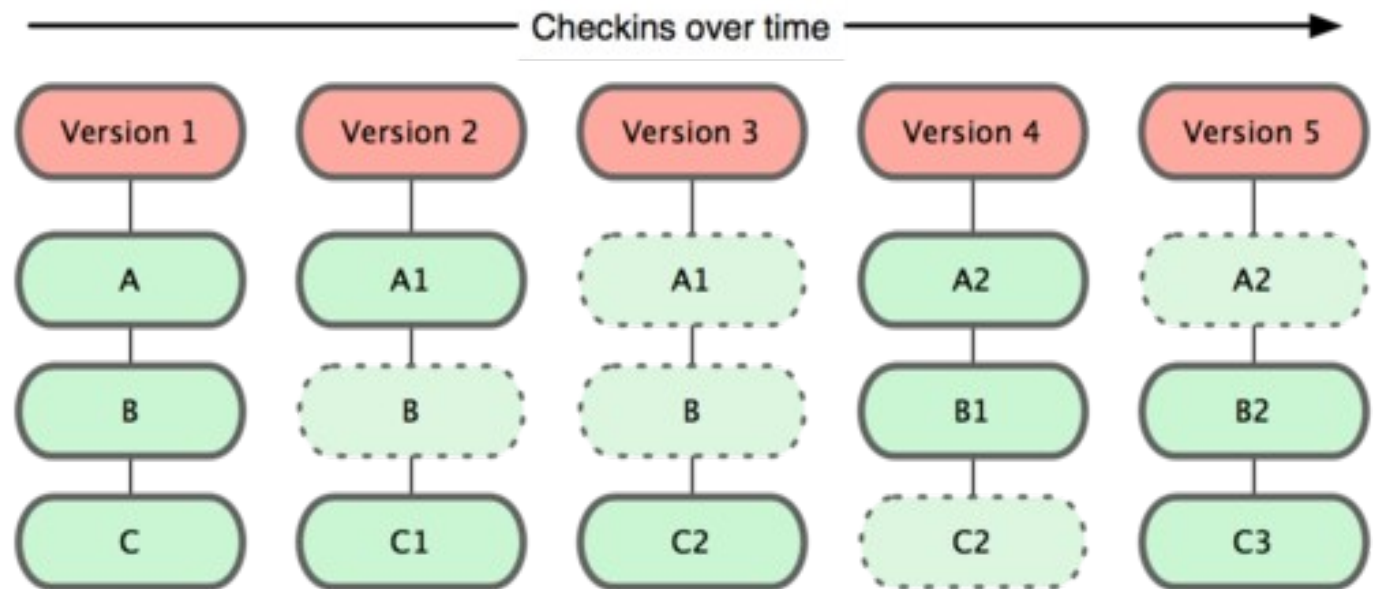 Checkins over time
Version 1 Version 2 Version 3 Version 4 Version 5
A A1 A1 A2 A2
B B B B1 B2
C C1 C2 C2 C3